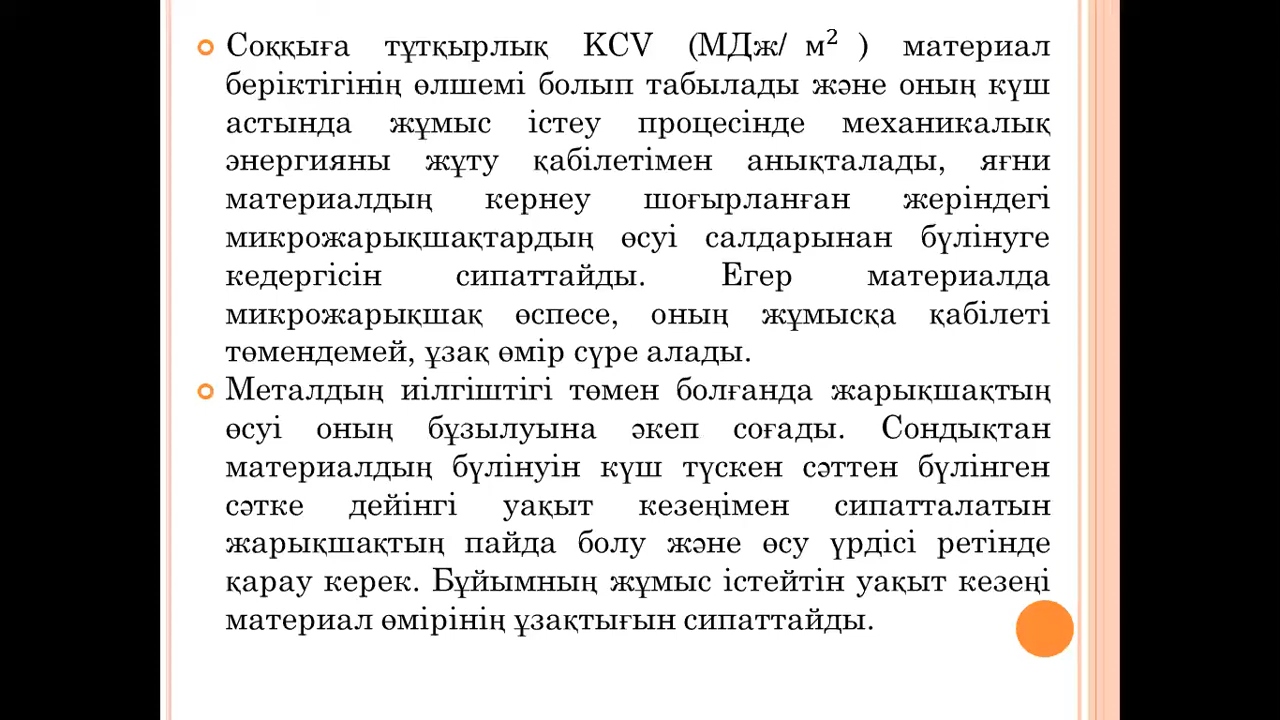 Соққыға тұтқырлық KCV (МДж/ м² ) материал
беріктігінің өлшемі болып табылады және оның күш
астында жұмыс істеу процесінде механикалық
энергияны жұту қабілетімен анықталады, яғни
материалдың кернеу шоғырланған жеріндегі
микрожарықшақтардың өсуі салдарынан бүлінуге
кедергісін сипаттайды. Егер материалда
микрожарықшақ өспесе, оның жұмысқа қабілеті
төмендемей, ұзақ өмір сүре алады.
Металдың иілгіштігі төмен болғанда жарықшақтың
өсуі оның бұзылуына әкеп соғады. Сондықтан
материалдың бүлінуін күш түскен сәттен бүлінген
сәтке дейінгі уақыт кезеңімен сипатталатын
жарықшақтың пайда болу және өсу үрдісі ретінде
қарау керек. Бұйымның жұмыс істейтін уақыт кезеңі
материал өмірінің ұзақтығын сипаттайды.